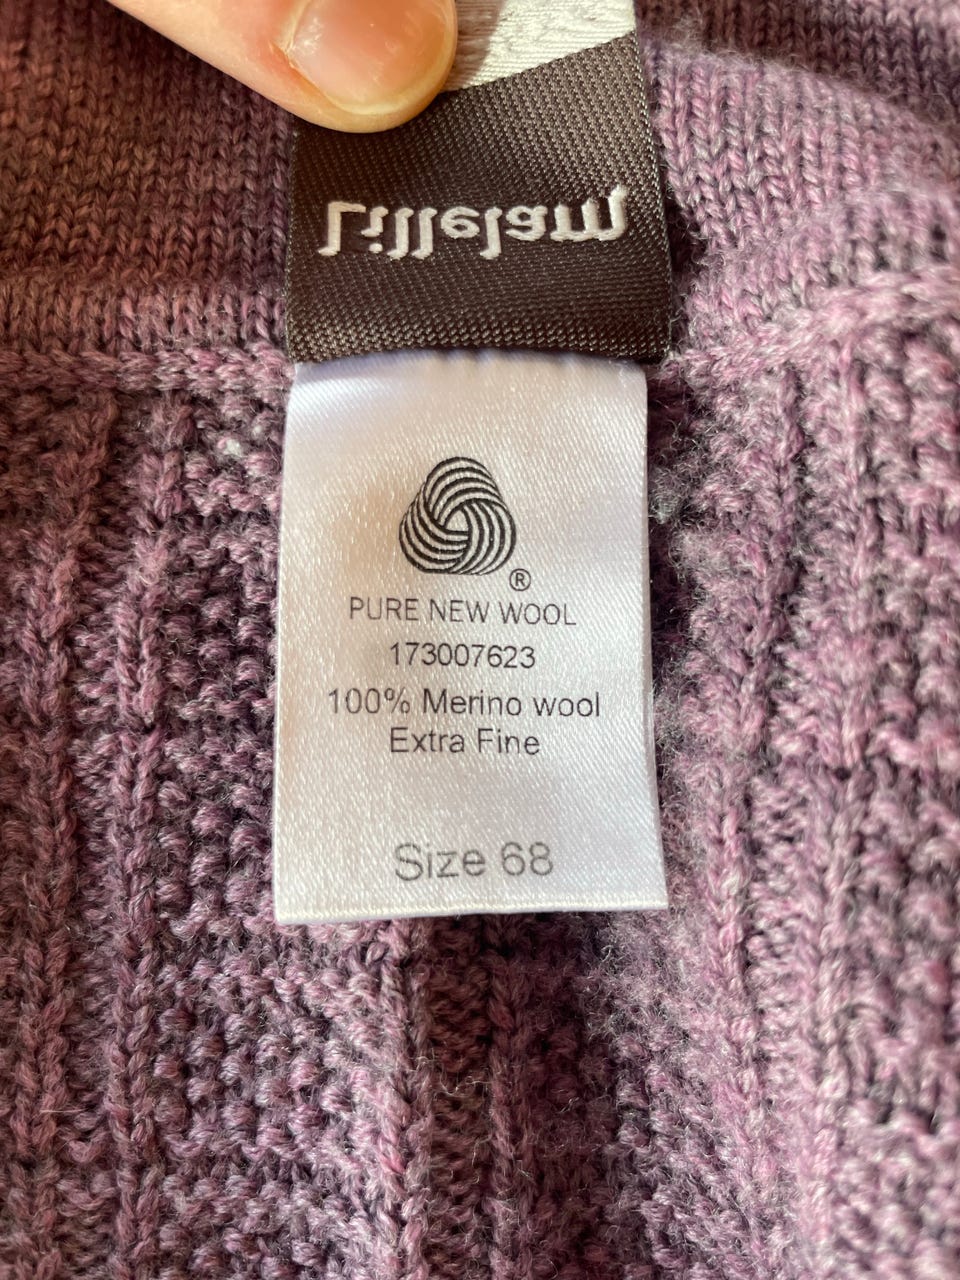 Lillelam
®
PURE NEW WOOL
173007623
100% Merino wool
Extra Fine
Size 68